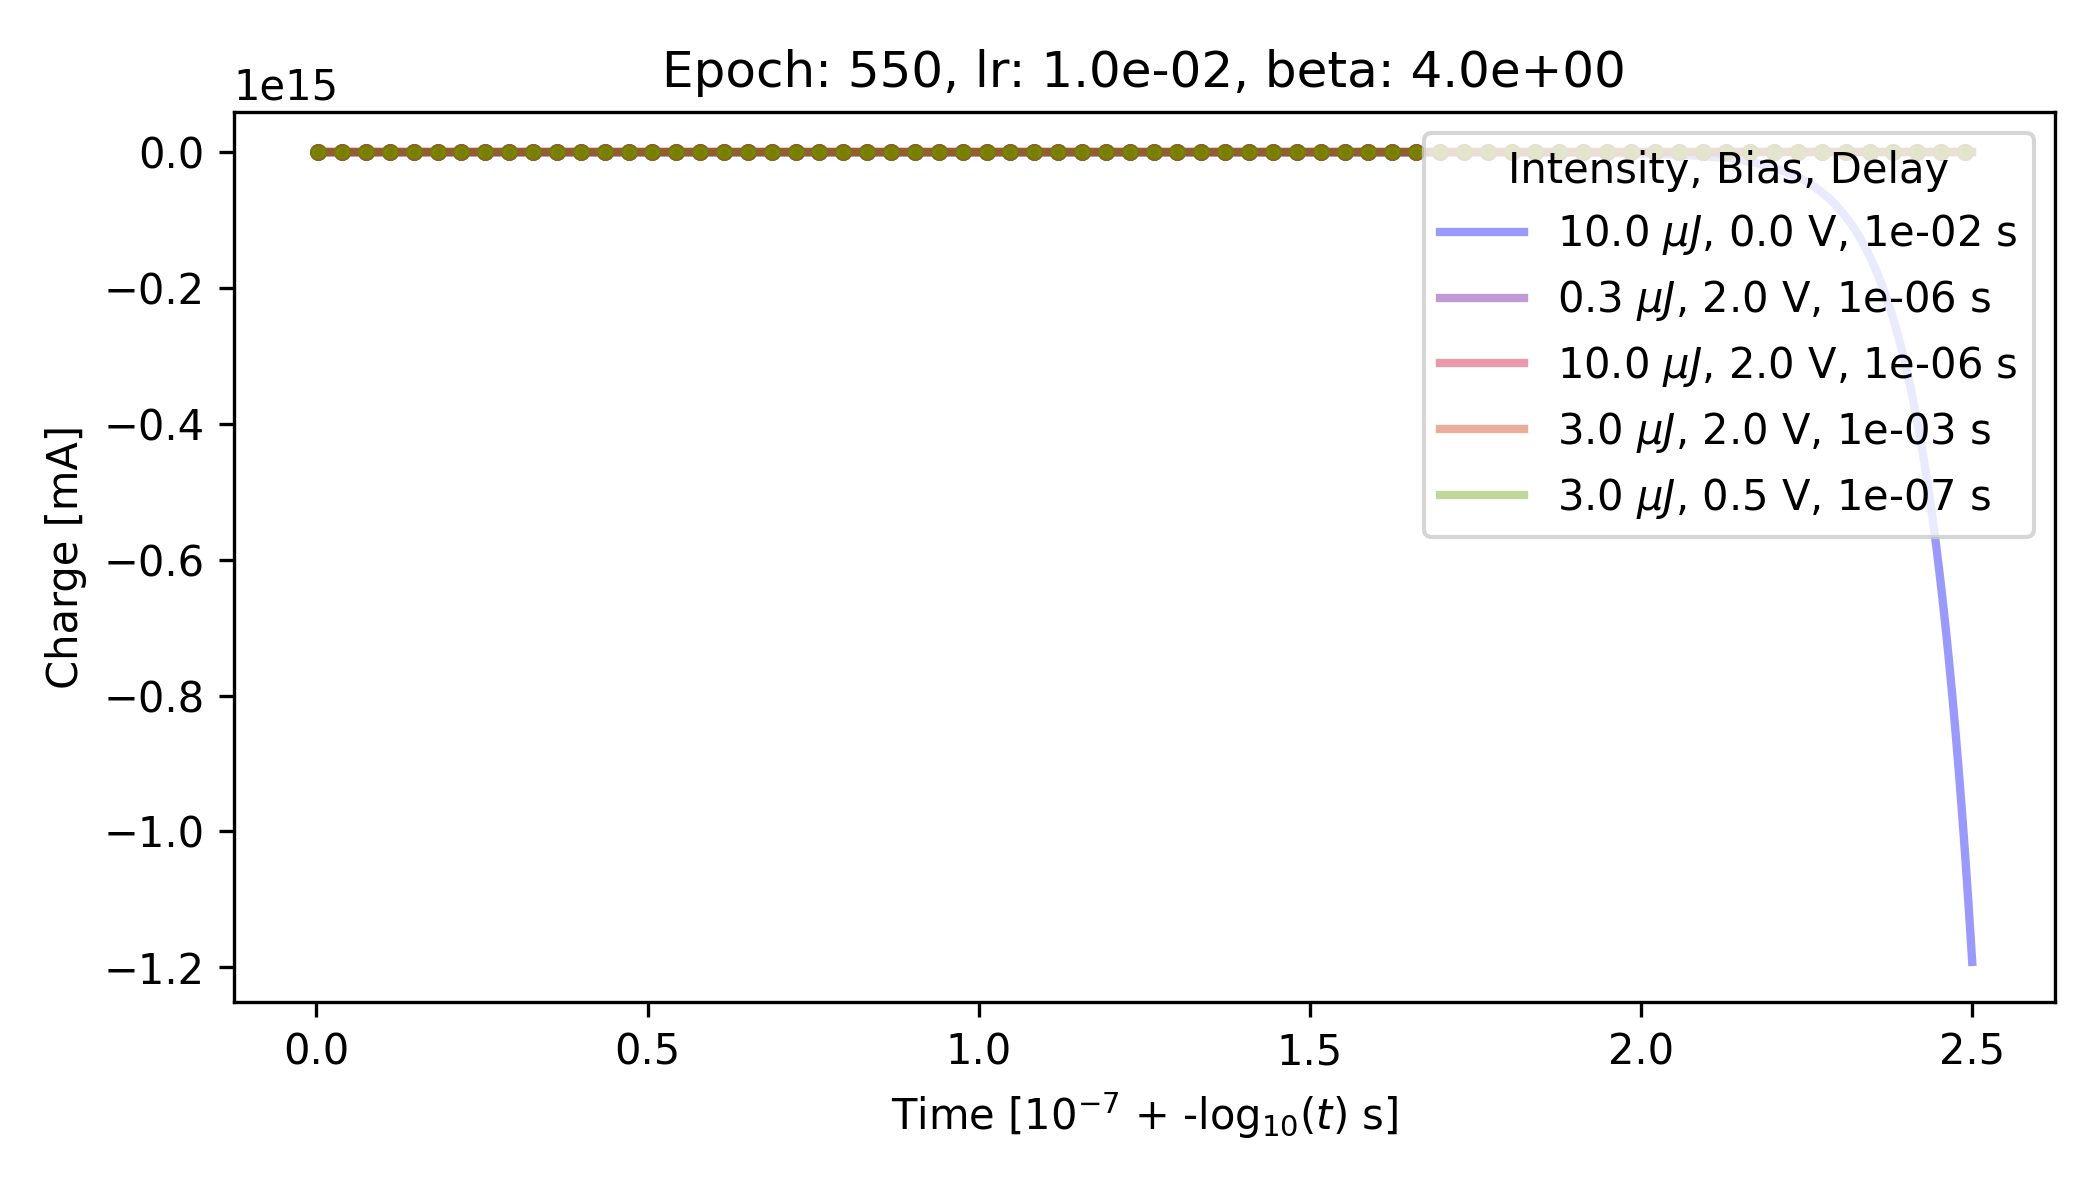 Epoch: 550, lr: 1.0e-02, beta: 4.0e+00
1e15
0.0
−0.2
−0.4
−0.6
−0.8
−1.0
−1.2
Charge [mA]
Intensity, Bias, Delay
10.0 μJ, 0.0 V, 1e-02 s
0.3 μJ, 2.0 V, 1e-06 s
10.0 μJ, 2.0 V, 1e-06 s
3.0 μJ, 2.0 V, 1e-03 s
3.0 μJ, 0.5 V, 1e-07 s
0.0 0.5 1.0 1.5 2.0 2.5
Time [10⁻⁷ + -log₁₀(t) s]